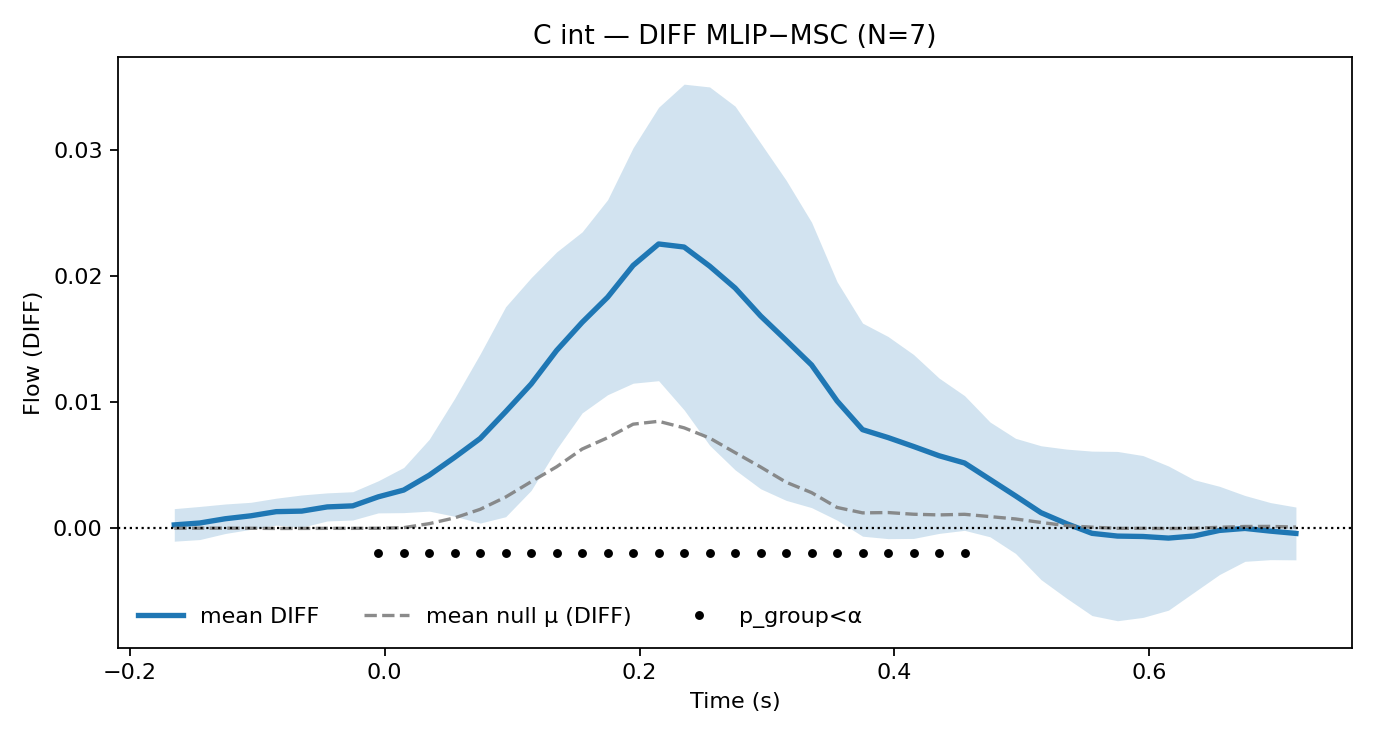 C int — DIFF MLIP−MSC (N=7)
Flow (DIFF)
0.03
0.02
0.01
0.00
mean DIFF
mean null μ (DIFF)
p_group<α
−0.2
0.0
0.2
0.4
0.6
Time (s)